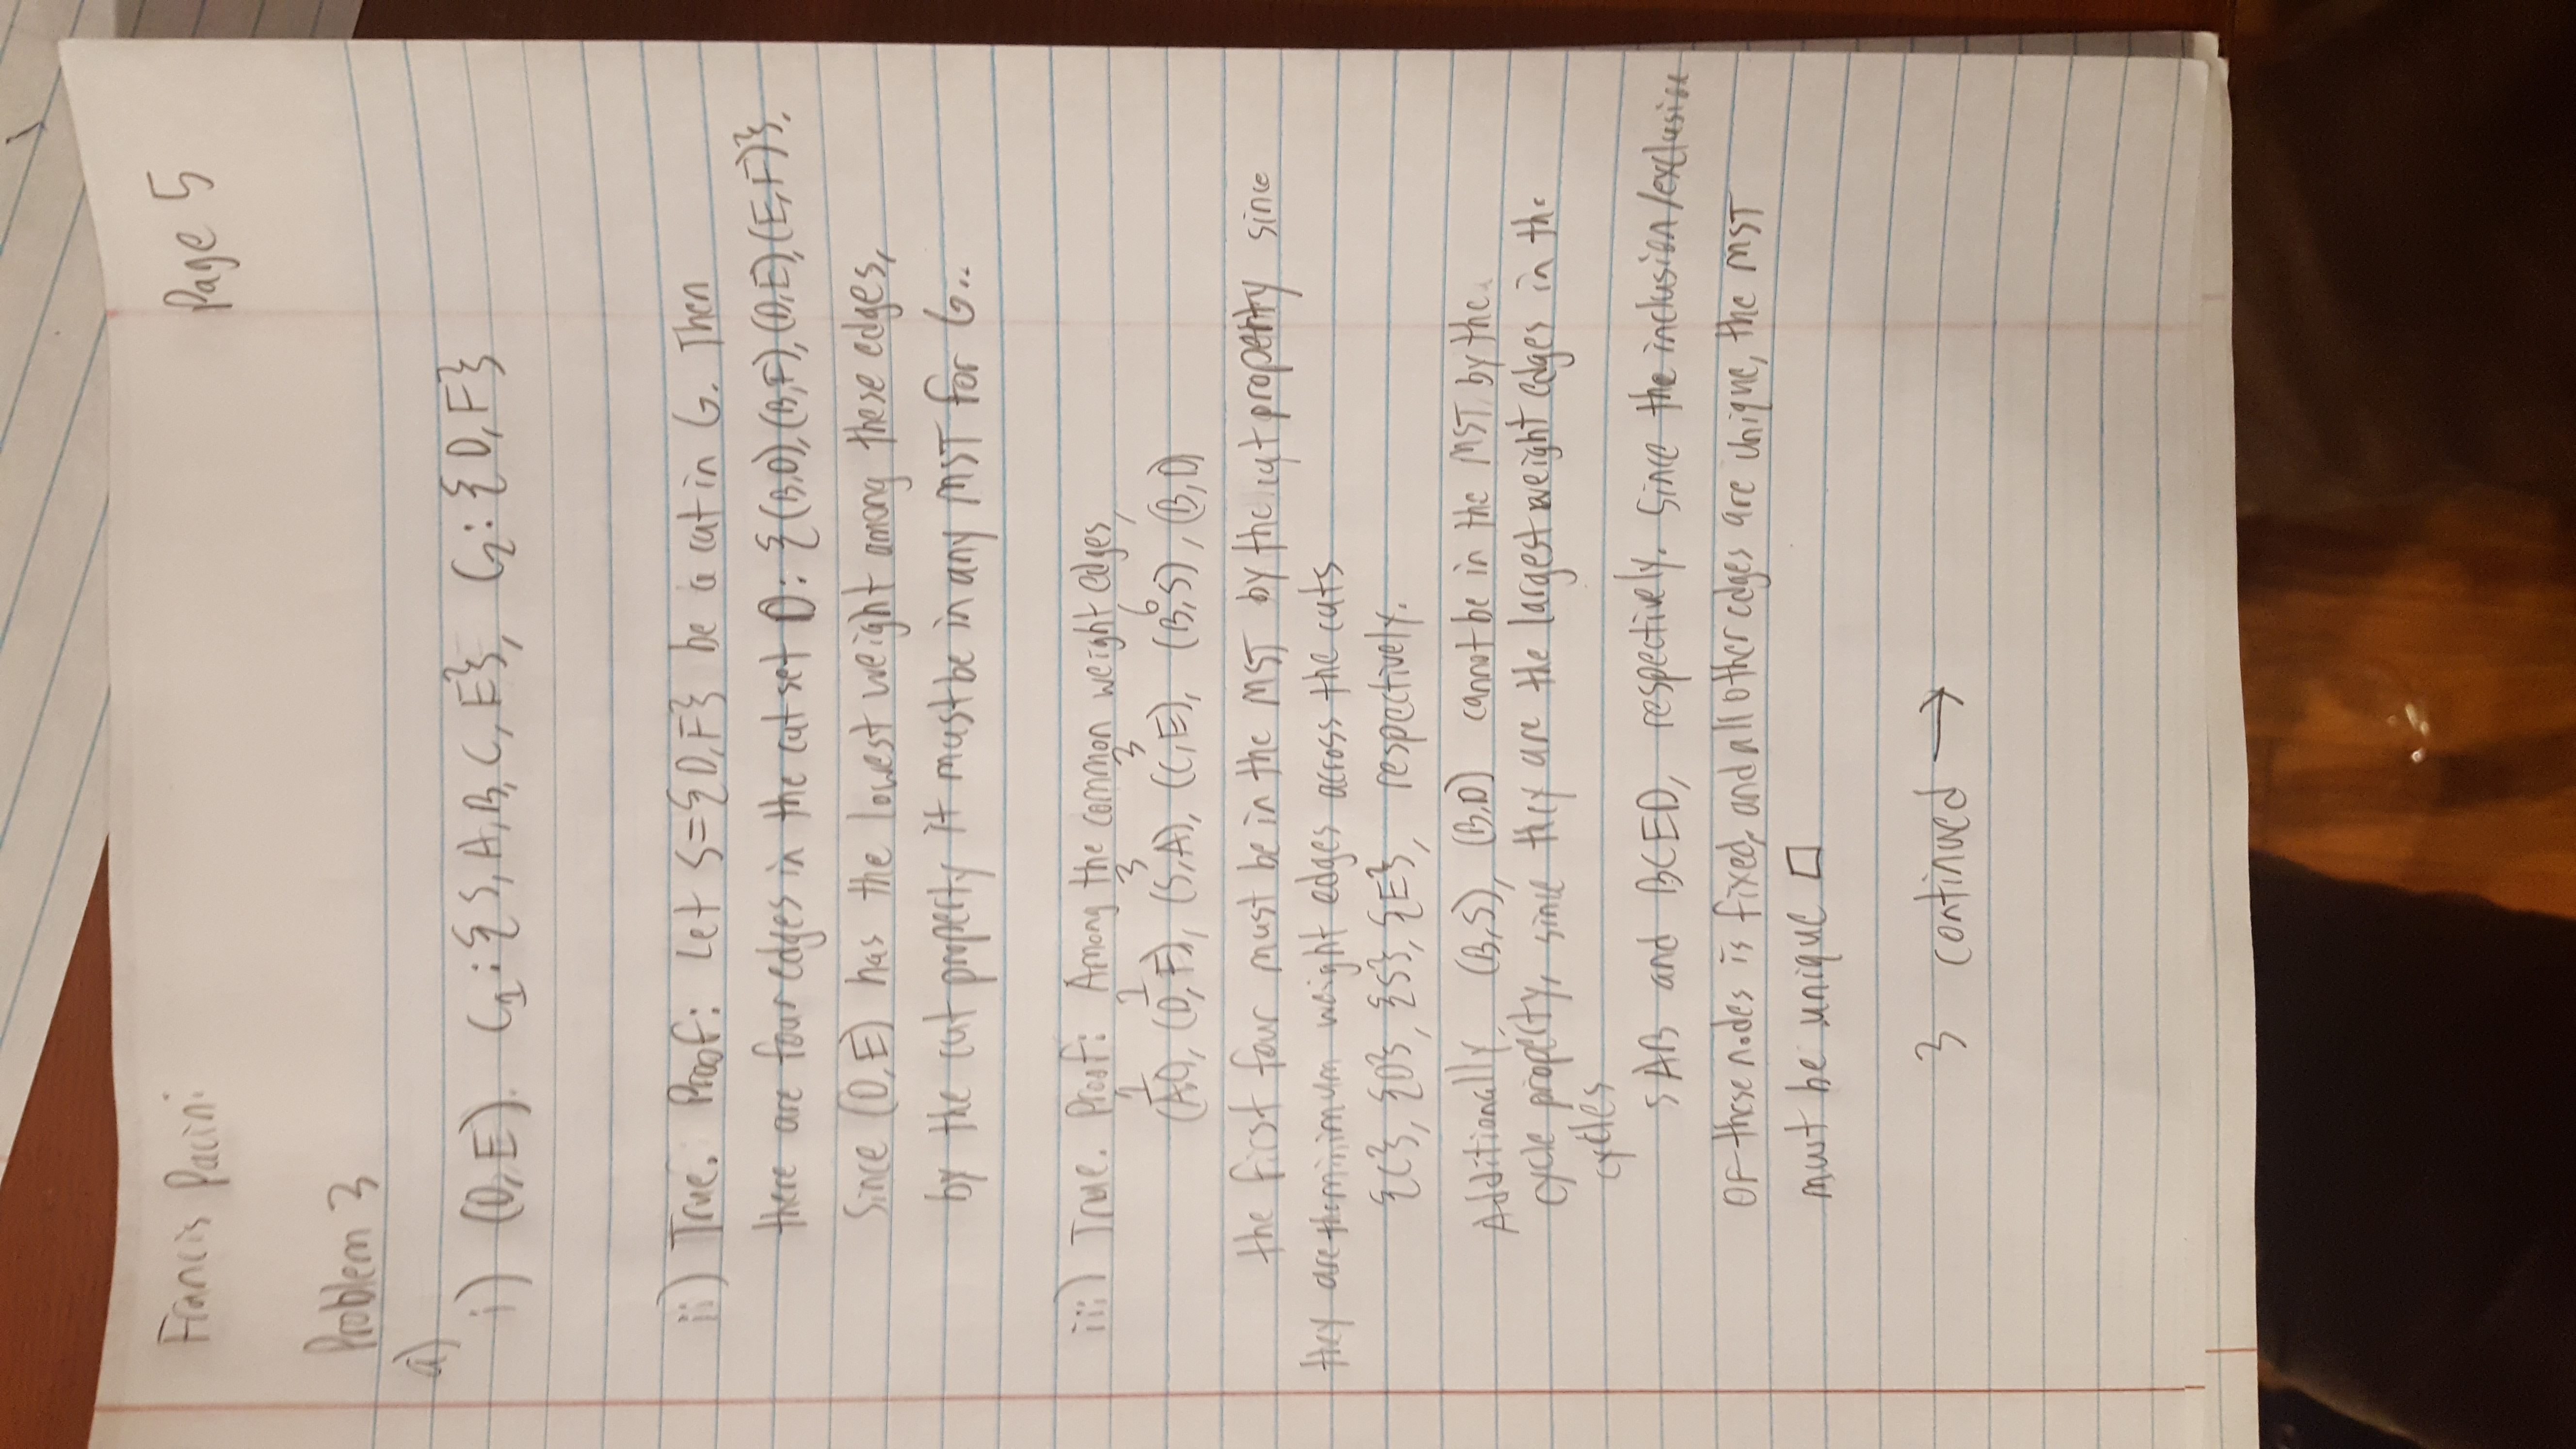 Francis Pacini
Page 5
Problem 3
a)
i) (D,E). C1:{S,A,B,C,E}, C2:{D,F}
ii) True. Proof: Let S={D,F} be a cut in G. Then
there are four edges in the cutset D: {(B,D),(B,F),(D,E),(E,F)}.
Since (D,E) has the lowest weight among these edges,
by the cut property it must be in any MST for G..
iii) True. Proof: Among the common weight edges,
1 1 3 3 6
(A,C), (D,F), (S,A), (C,E), (B,S), (B,D)
the first four must be in the MST by the cut property since
they are the minimum weight edges across the cuts
{C}, {D}, {S}, {E}, respectively.
Additionally, (B,S), (B,D) cannot be in the MST by the
cycle property, since they are the largest weight edges in the
cycles
SAB and BCED, respectively. Since the inclusion/exclusion
of these nodes is fixed, and all other edges are unique, the MST
must be unique □
3 continued →